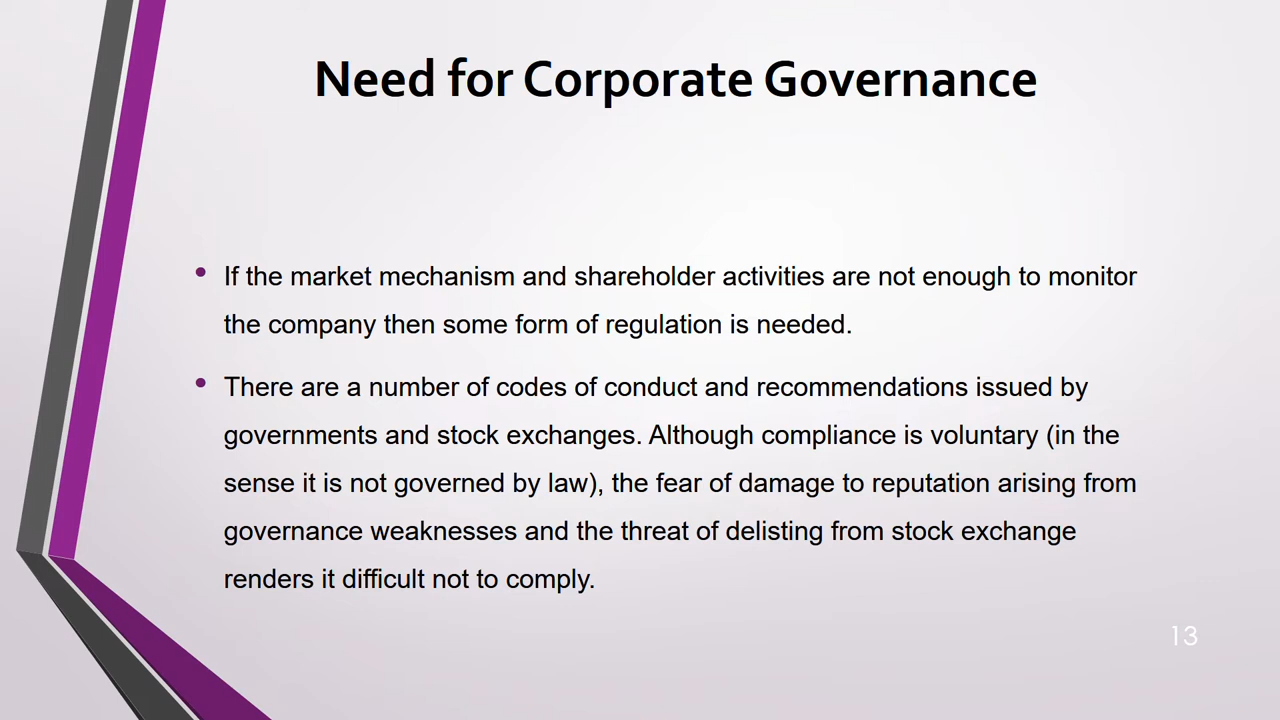 Need for Corporate Governance
• If the market mechanism and shareholder activities are not enough to monitor
the company then some form of regulation is needed.
• There are a number of codes of conduct and recommendations issued by
governments and stock exchanges. Although compliance is voluntary (in the
sense it is not governed by law), the fear of damage to reputation arising from
governance weaknesses and the threat of delisting from stock exchange
renders it difficult not to comply.
13